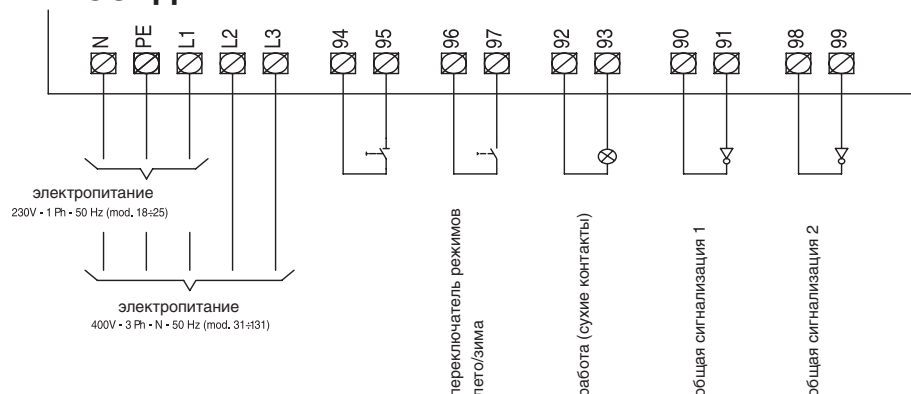 N PE L1 L2 L3 94 95 96 97 92 93 90 91 98 99
электропитание
230V - 1 Ph - 50 Hz (mod. 18÷25)
электропитание
400V - 3 Ph - N - 50 Hz (mod. 31÷131)
переключатель режимов
лето/зима
работа (сухие контакты)
общая сигнализация 1
общая сигнализация 2